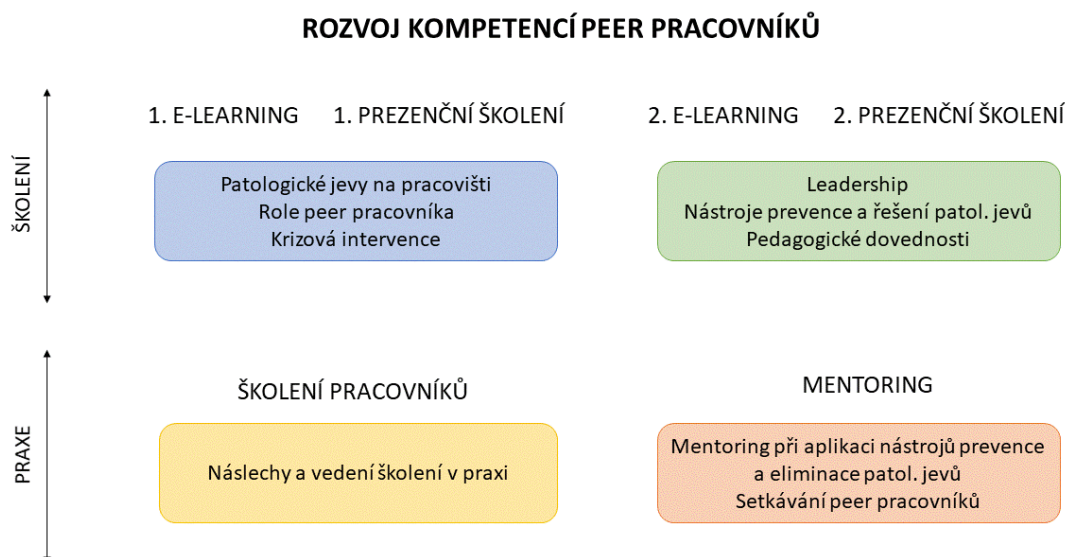 ROZVOJ KOMPETENCÍ PEER PRACOVNÍKŮ
ŠKOLENÍ
1. E-LEARNING 1. PREZENČNÍ ŠKOLENÍ
Patologické jevy na pracovišti
Role peer pracovníka
Krizová intervence
2. E-LEARNING 2. PREZENČNÍ ŠKOLENÍ
Leadership
Nástroje prevence a řešení patol. jevů
Pedagogické dovednosti
PRAXE
ŠKOLENÍ PRACOVNÍKŮ
Náslechy a vedení školení v praxi
MENTORING
Mentoring při aplikaci nástrojů prevence
a eliminace patol. jevů
Setkávání peer pracovníků